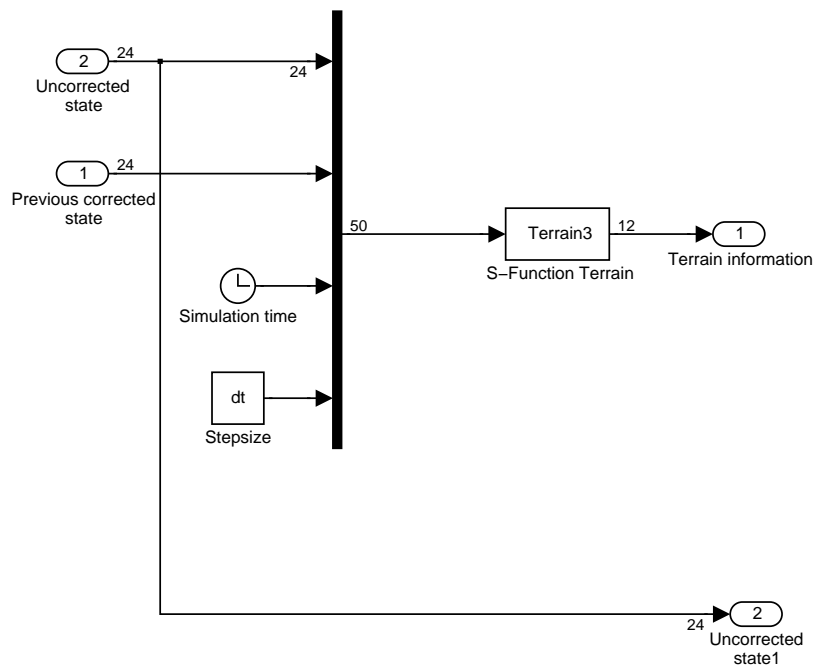 24
2
24
Uncorrected
state
24
1
Previous corrected
state
50
Terrain3
12
1
S−Function Terrain
Terrain information
Simulation time
dt
Stepsize
2
24
Uncorrected
state1